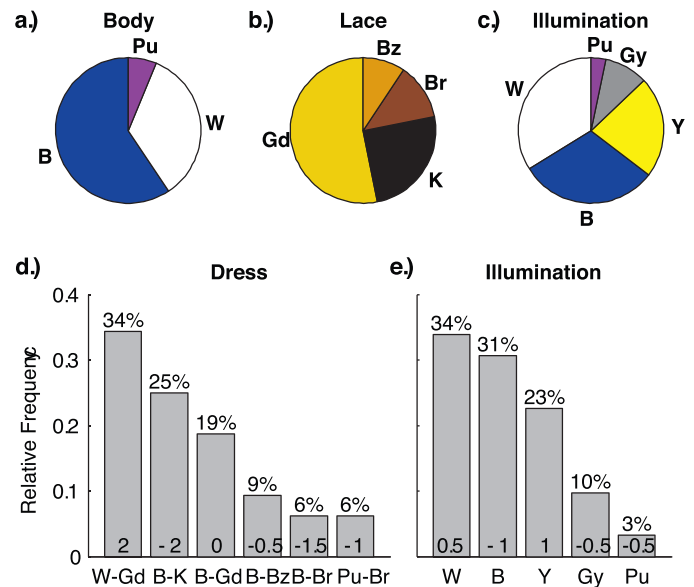 a.) Body
b.) Lace
c.) Illumination
Pu
W
B
Bz
Br
K
Gd
Pu
Gy
Y
B
W
d.) Dress
e.) Illumination
Relative Frequency
0.4
0.3
0.2
0.1
0
34%
25%
19%
9%
6%
6%
2
- 2
0
-0.5
-1.5
- 1
W-Gd B-K B-Gd B-Bz B-Br Pu-Br
34%
31%
23%
10%
3%
0.5
- 1
1
-0.5
-0.5
W B Y Gy Pu